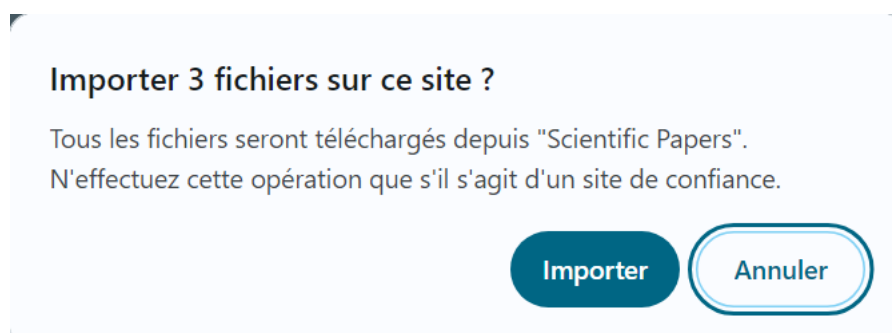 Importer 3 fichiers sur ce site ?
Tous les fichiers seront téléchargés depuis "Scientific Papers".
N'effectuez cette opération que s'il s'agit d'un site de confiance.
Importer Annuler